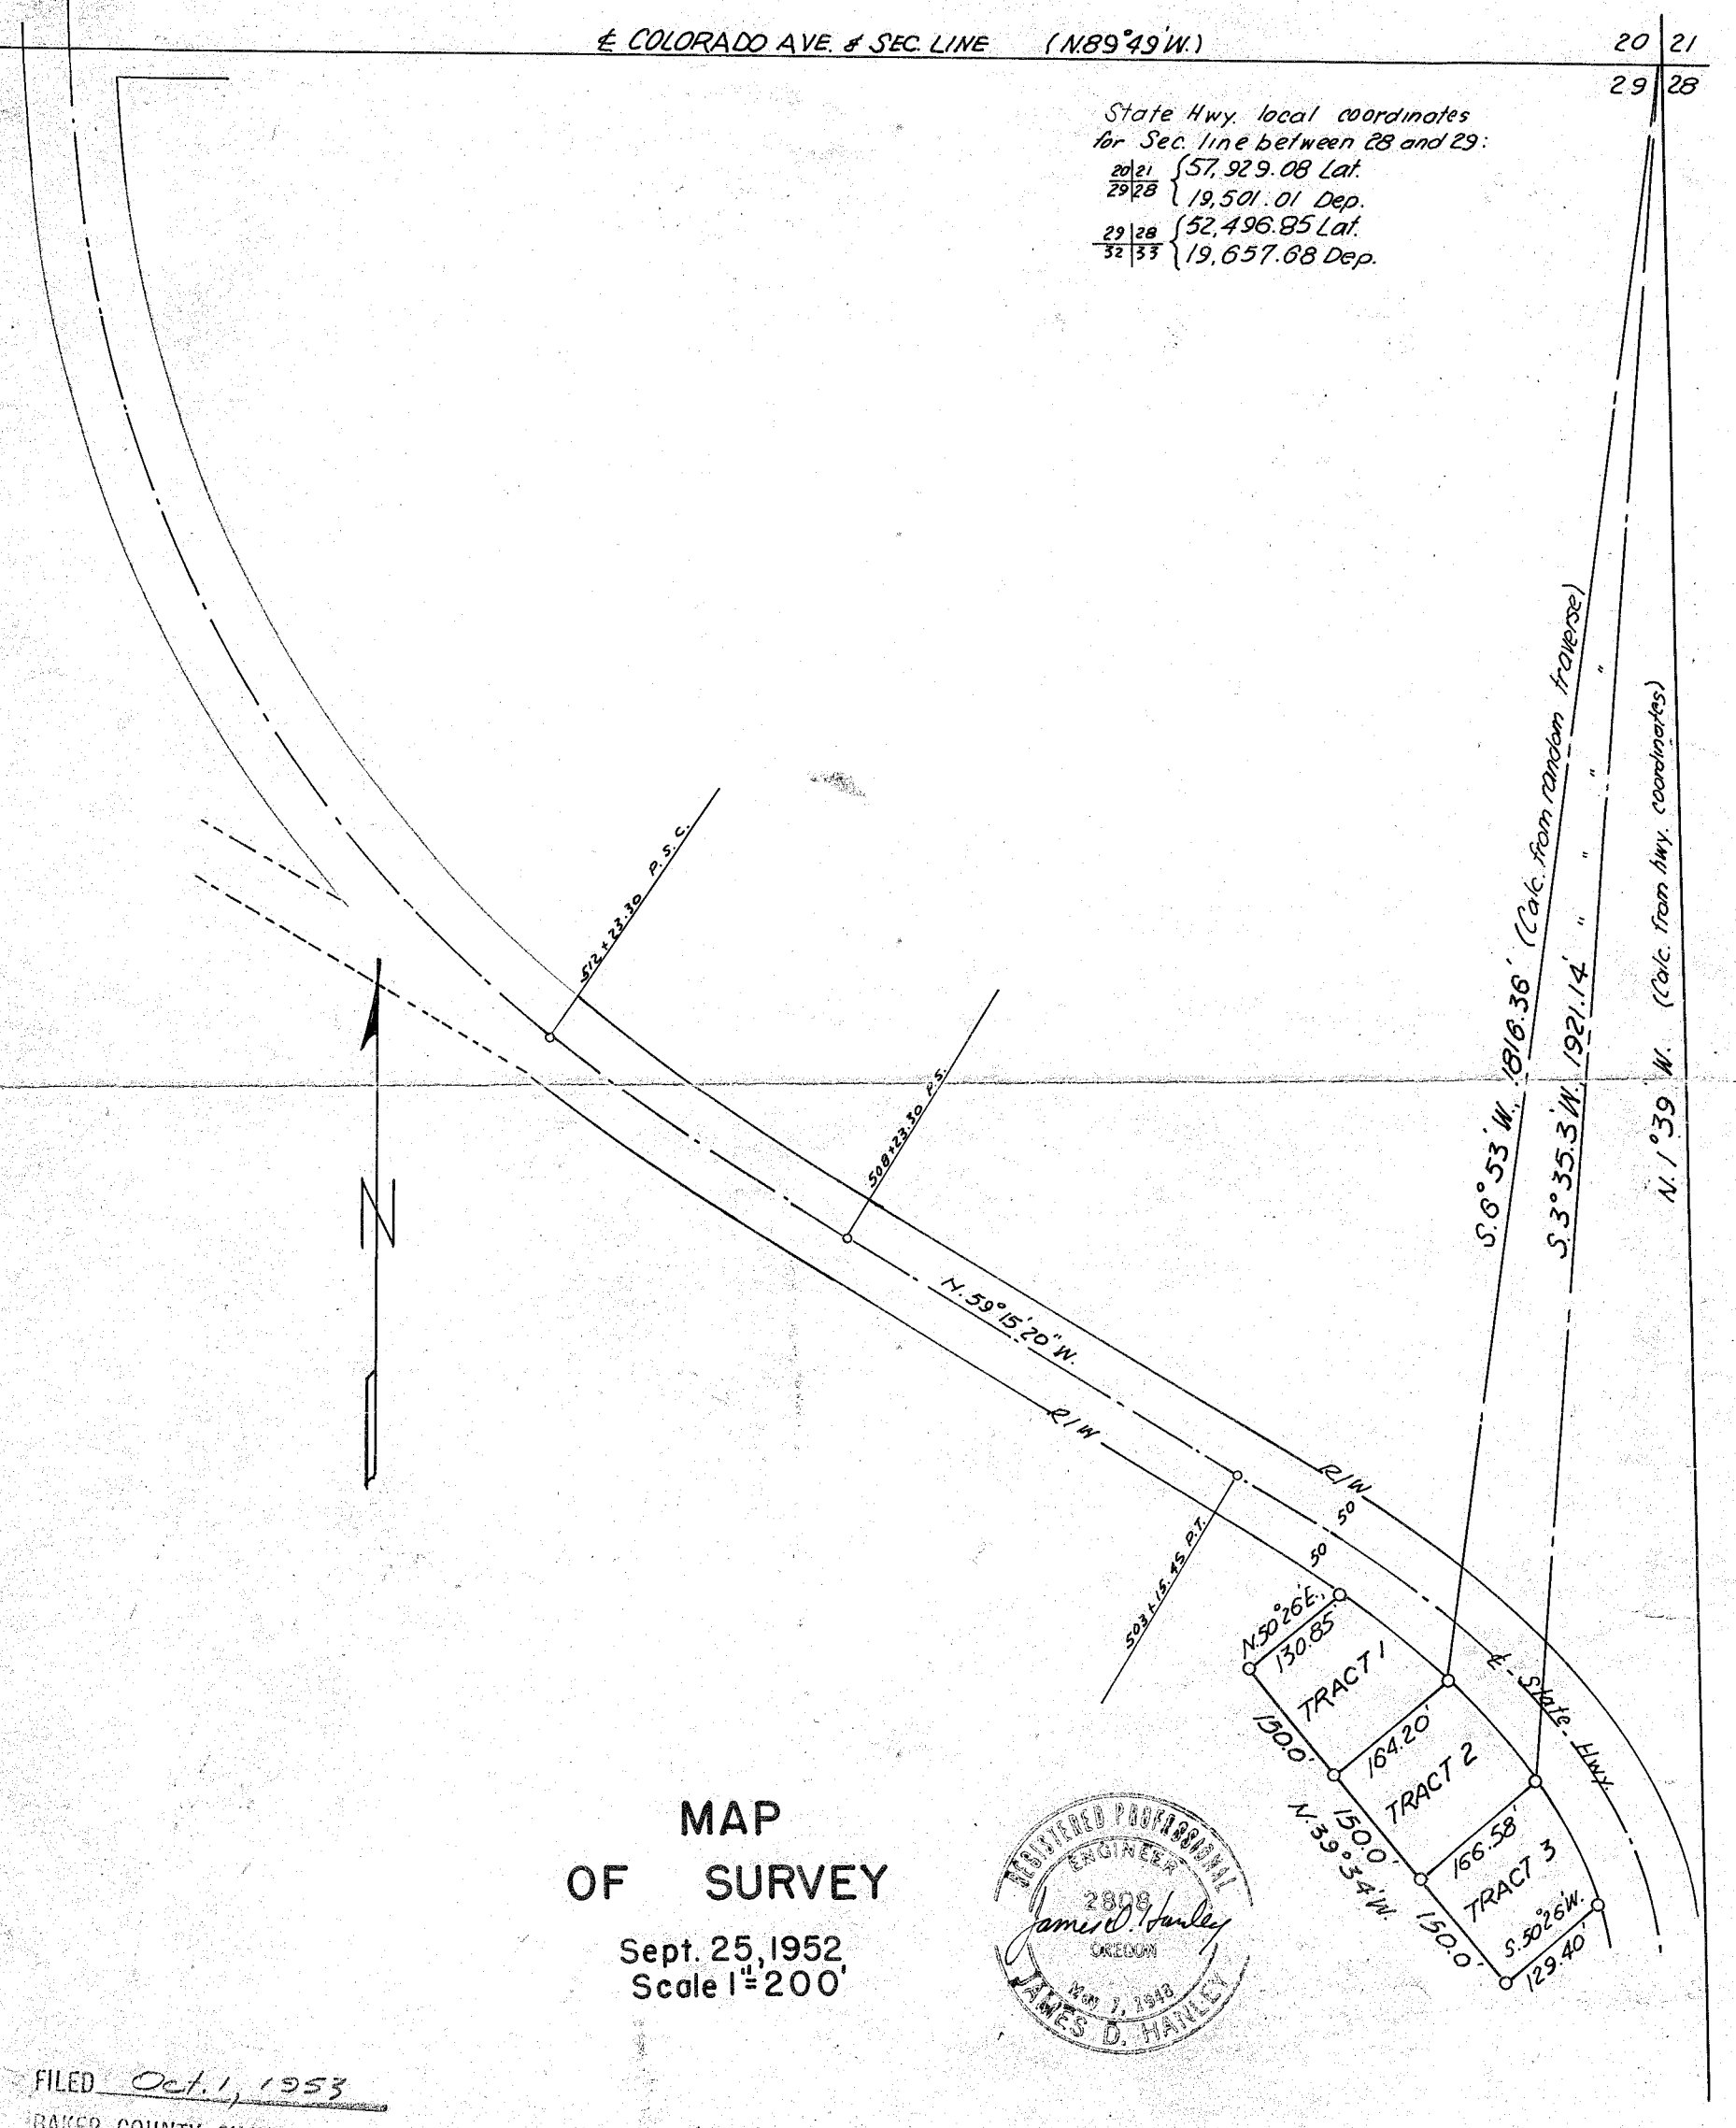 ℄ COLORADO AVE. & SEC. LINE (N.89°49'W.)
20 21
29 28
State Hwy. local coordinates
for Sec. line between 28 and 29:
20 21
29 28
57,929.08 Lat.
19,501.01 Dep.
29 28
32 33
52,496.85 Lat.
19,657.68 Dep.
S.6°53'W., 1816.36' (Calc. from random traverse)
S.3°35.3'W., 1921.14' " " " "
N.1°39'W. (Calc. from hwy. coordinates)
512+23.30 P.S.C.
508+23.30 P.S.
N
N.59°15'20"W.
R/W
R/W
50
50
503+15.45 P.T.
N.50°26'E.,
130.85'
TRACT 1
150.0'
164.20'
TRACT 2
150.0'
N.39°34'W.
166.58'
TRACT 3
150.0'
S.50°26'W.
129.40'
℄ - State - Hwy.
MAP
OF SURVEY
Sept. 25, 1952
Scale 1"=200'
REGISTERED PROFESSIONAL
ENGINEER
2808
James D. Hanley
OREGON
May 7, 1948
JAMES D. HANLEY
FILED Oct. 1, 1953
BAKER COUNTY